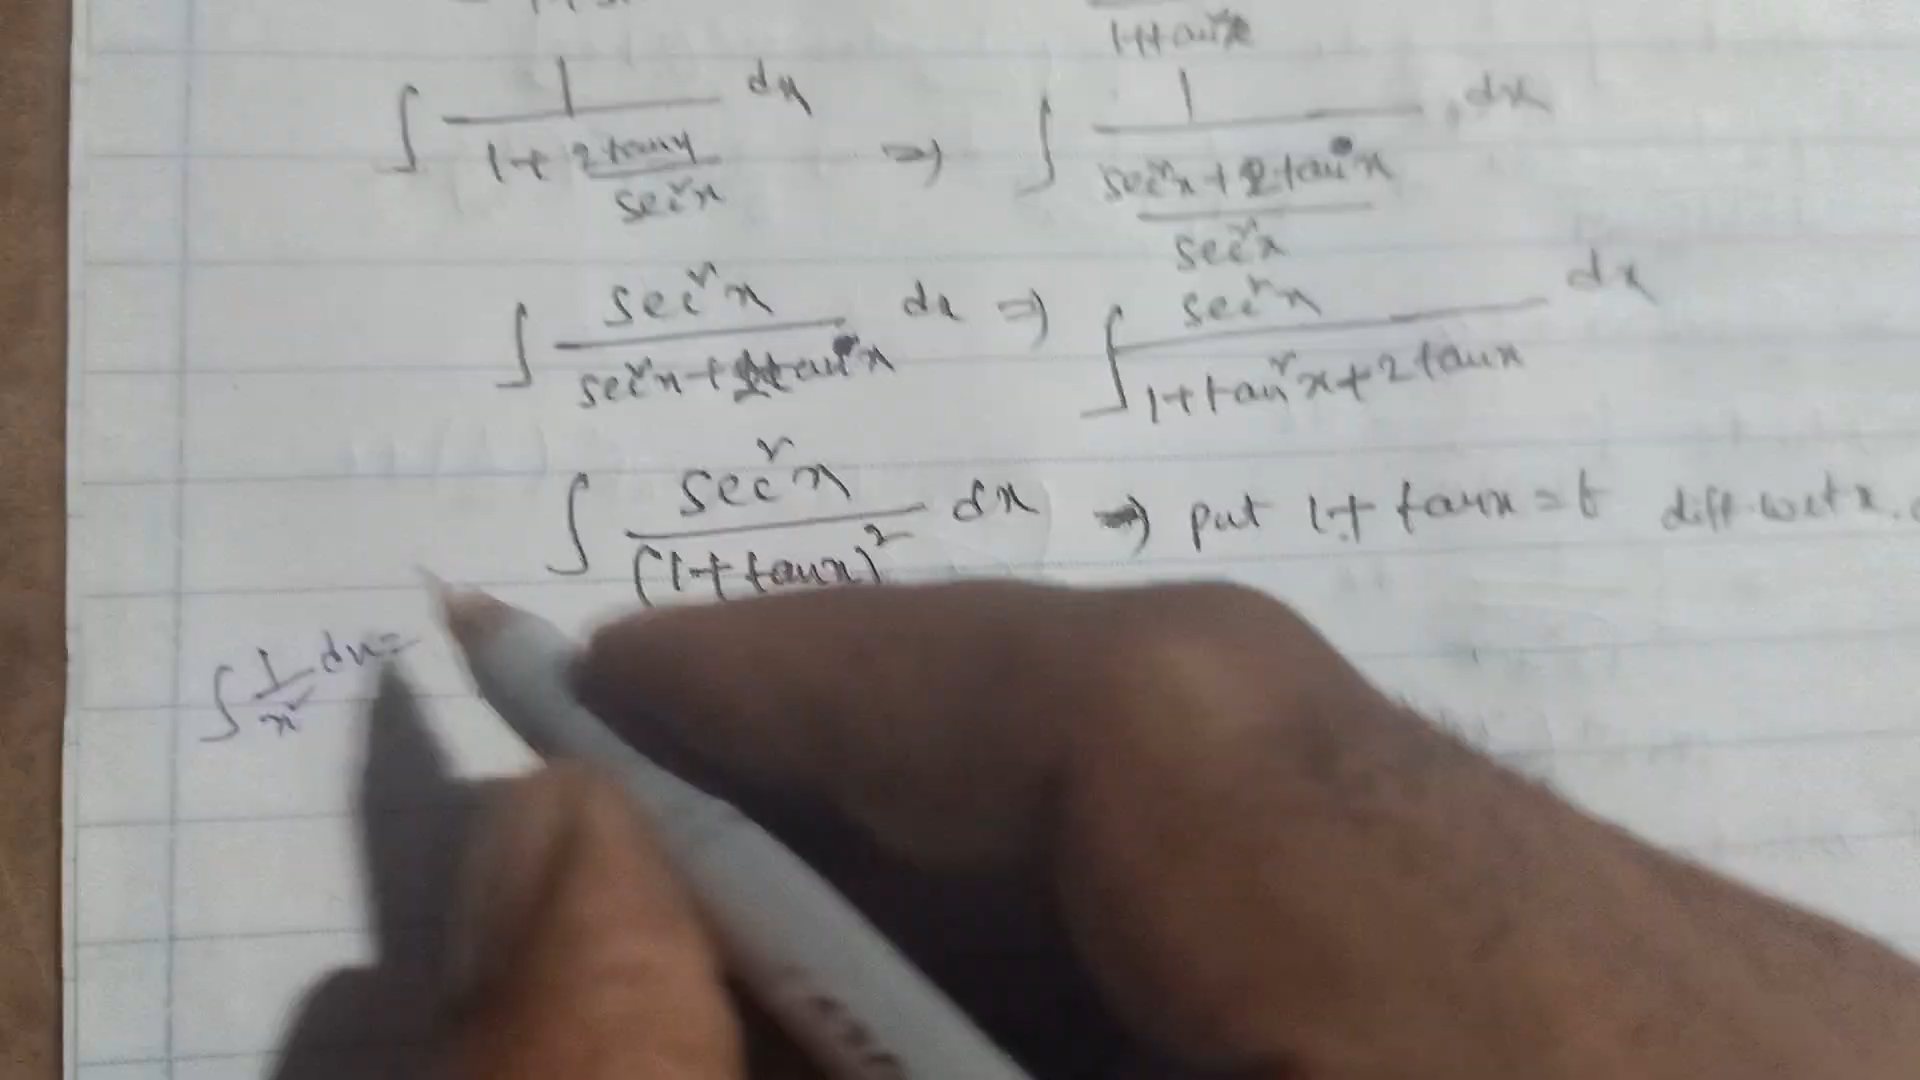 1+tan²x
∫ 1 / (1+ 2tanx / sec²x) dx ⇒ ∫ 1 / ((sec²x+2tanx) / sec²x) . dx
∫ sec²x / (sec²x+2tanx) dx ⇒ ∫ sec²x / (1+tan²x+2tanx) dx
∫ sec²x / (1+tanx)² dx ⇒ put 1+tanx=t diff. w.r.t x.
∫ 1/x² dx=